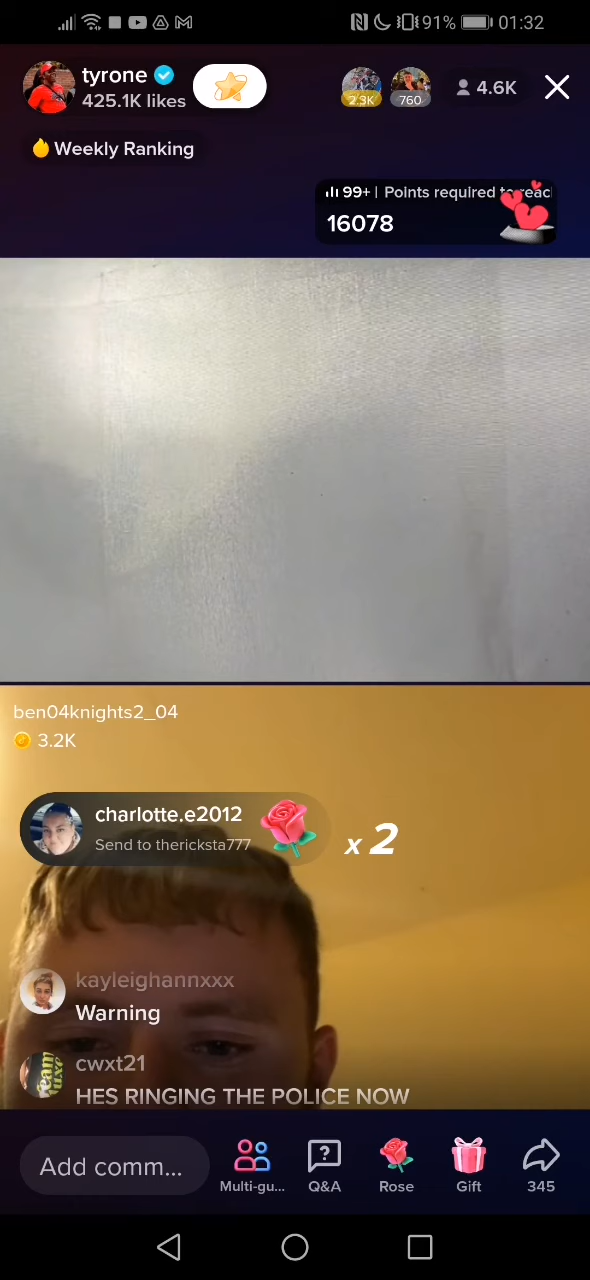 91% 01:32
tyrone
425.1K likes
2.3K
760
4.6K
Weekly Ranking
99+ | Points required to reac
16078
ben04knights2_04
3.2K
charlotte.e2012
Send to thericksta777
x 2
kayleighannxxx
Warning
cwxt21
HES RINGING THE POLICE NOW
Add comm...
Multi-gu...
Q&A
Rose
Gift
345